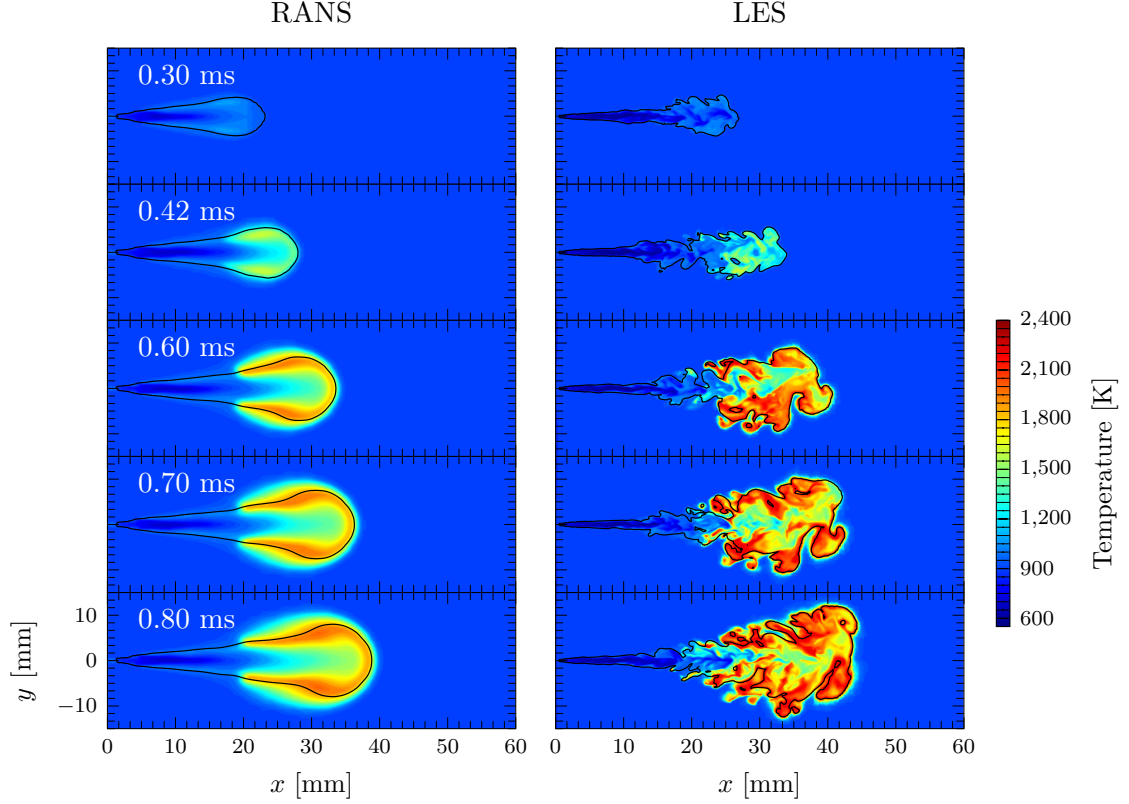 RANS LES
0.30 ms
0.42 ms
0.60 ms
0.70 ms
0.80 ms
10
0
−10
y [mm]
0 10 20 30 40 50 60
x [mm]
0 10 20 30 40 50 60
x [mm]
2,400
2,100
1,800
1,500
1,200
900
600
Temperature [K]